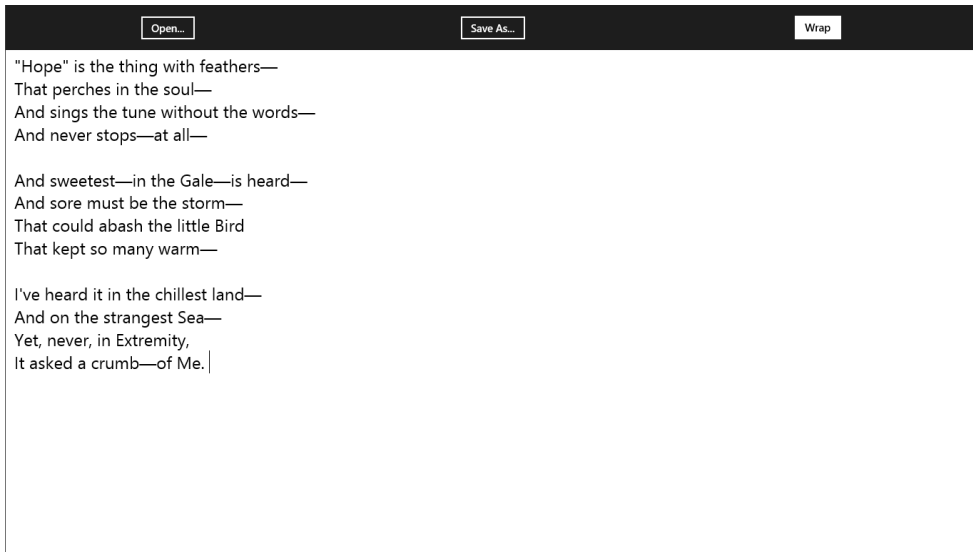 Open... Save As... Wrap
"Hope" is the thing with feathers—
That perches in the soul—
And sings the tune without the words—
And never stops—at all—

And sweetest—in the Gale—is heard—
And sore must be the storm—
That could abash the little Bird
That kept so many warm—

I've heard it in the chillest land—
And on the strangest Sea—
Yet, never, in Extremity,
It asked a crumb—of Me.